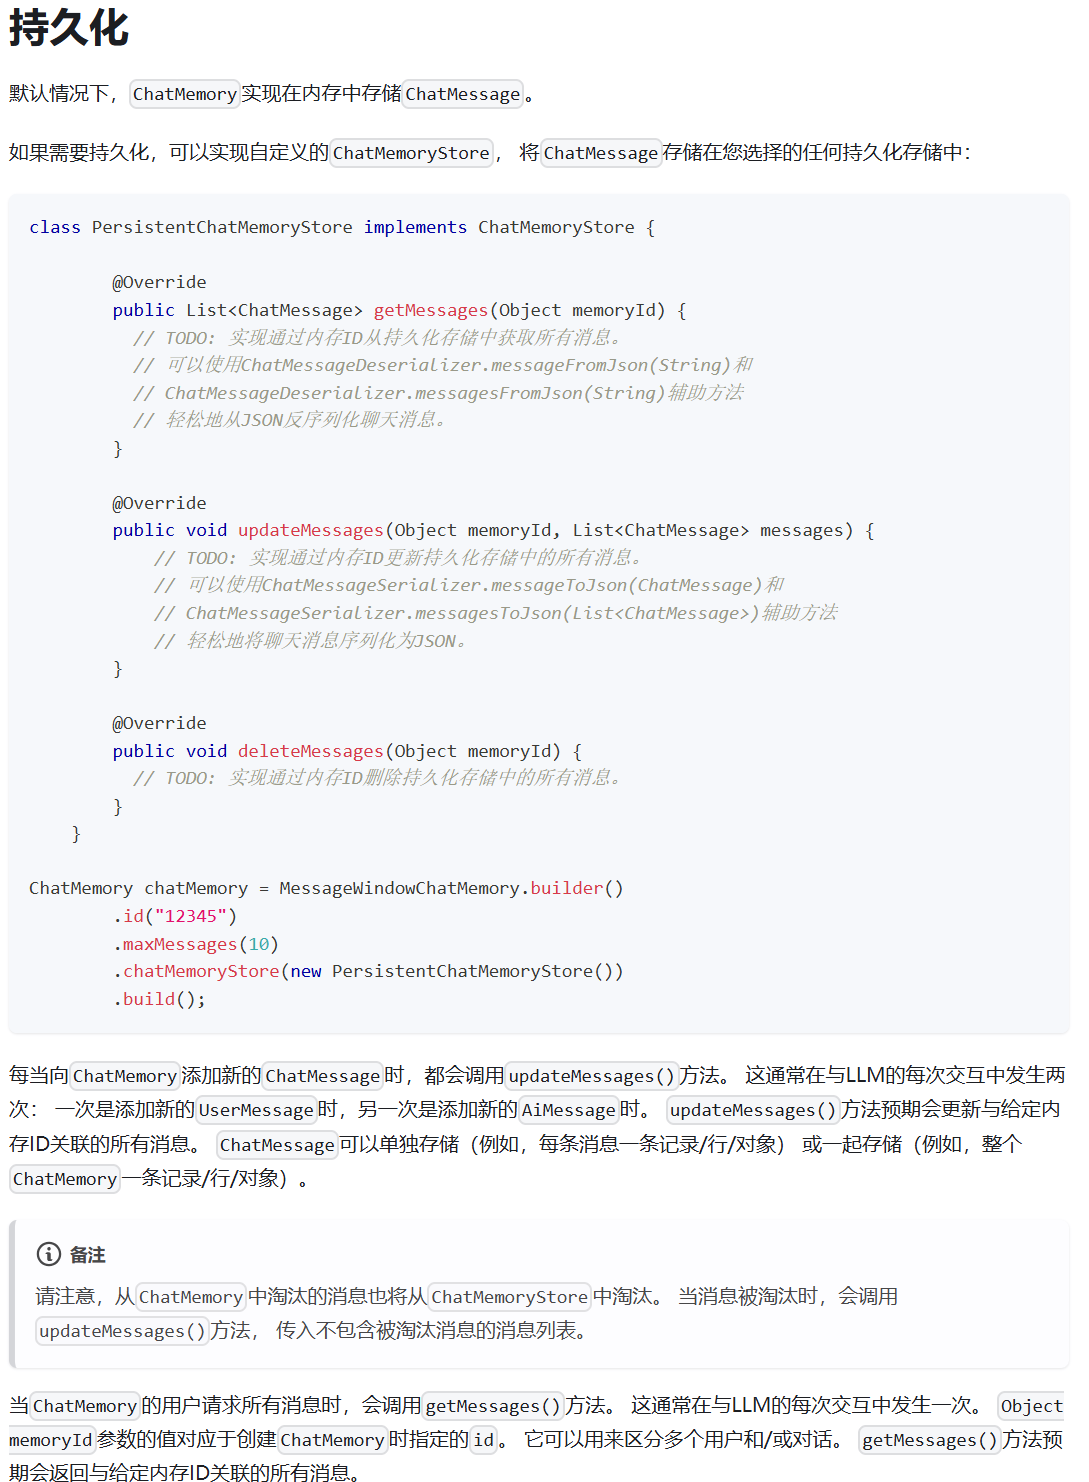 持久化
默认情况下，ChatMemory实现在内存中存储ChatMessage。
如果需要持久化，可以实现自定义的ChatMemoryStore， 将ChatMessage存储在您选择的任何持久化存储中：
class PersistentChatMemoryStore implements ChatMemoryStore {
@Override
public List<ChatMessage> getMessages(Object memoryId) {
// TODO: 实现通过内存ID从持久化存储中获取所有消息。
// 可以使用ChatMessageDeserializer.messageFromJson(String)和
// ChatMessageDeserializer.messagesFromJson(String)辅助方法
// 轻松地从JSON反序列化聊天消息。
}
@Override
public void updateMessages(Object memoryId, List<ChatMessage> messages) {
// TODO: 实现通过内存ID更新持久化存储中的所有消息。
// 可以使用ChatMessageSerializer.messageToJson(ChatMessage)和
// ChatMessageSerializer.messagesToJson(List<ChatMessage>)辅助方法
// 轻松地将聊天消息序列化为JSON。
}
@Override
public void deleteMessages(Object memoryId) {
// TODO: 实现通过内存ID删除持久化存储中的所有消息。
}
}
ChatMemory chatMemory = MessageWindowChatMemory.builder()
.id("12345")
.maxMessages(10)
.chatMemoryStore(new PersistentChatMemoryStore())
.build();
每当向ChatMemory添加新的ChatMessage时，都会调用updateMessages()方法。 这通常在与LLM的每次交互中发生两
次： 一次是添加新的UserMessage时，另一次是添加新的AiMessage时。 updateMessages()方法预期会更新与给定内
存ID关联的所有消息。 ChatMessage可以单独存储（例如，每条消息一条记录/行/对象） 或一起存储（例如，整个
ChatMemory一条记录/行/对象）。
备注
请注意，从ChatMemory中淘汰的消息也将从ChatMemoryStore中淘汰。 当消息被淘汰时，会调用
updateMessages()方法， 传入不包含被淘汰消息的消息列表。
当ChatMemory的用户请求所有消息时，会调用getMessages()方法。 这通常在与LLM的每次交互中发生一次。 Object
memoryId参数的值对应于创建ChatMemory时指定的id。 它可以用来区分多个用户和/或对话。 getMessages()方法预
期会返回与给定内存ID关联的所有消息。